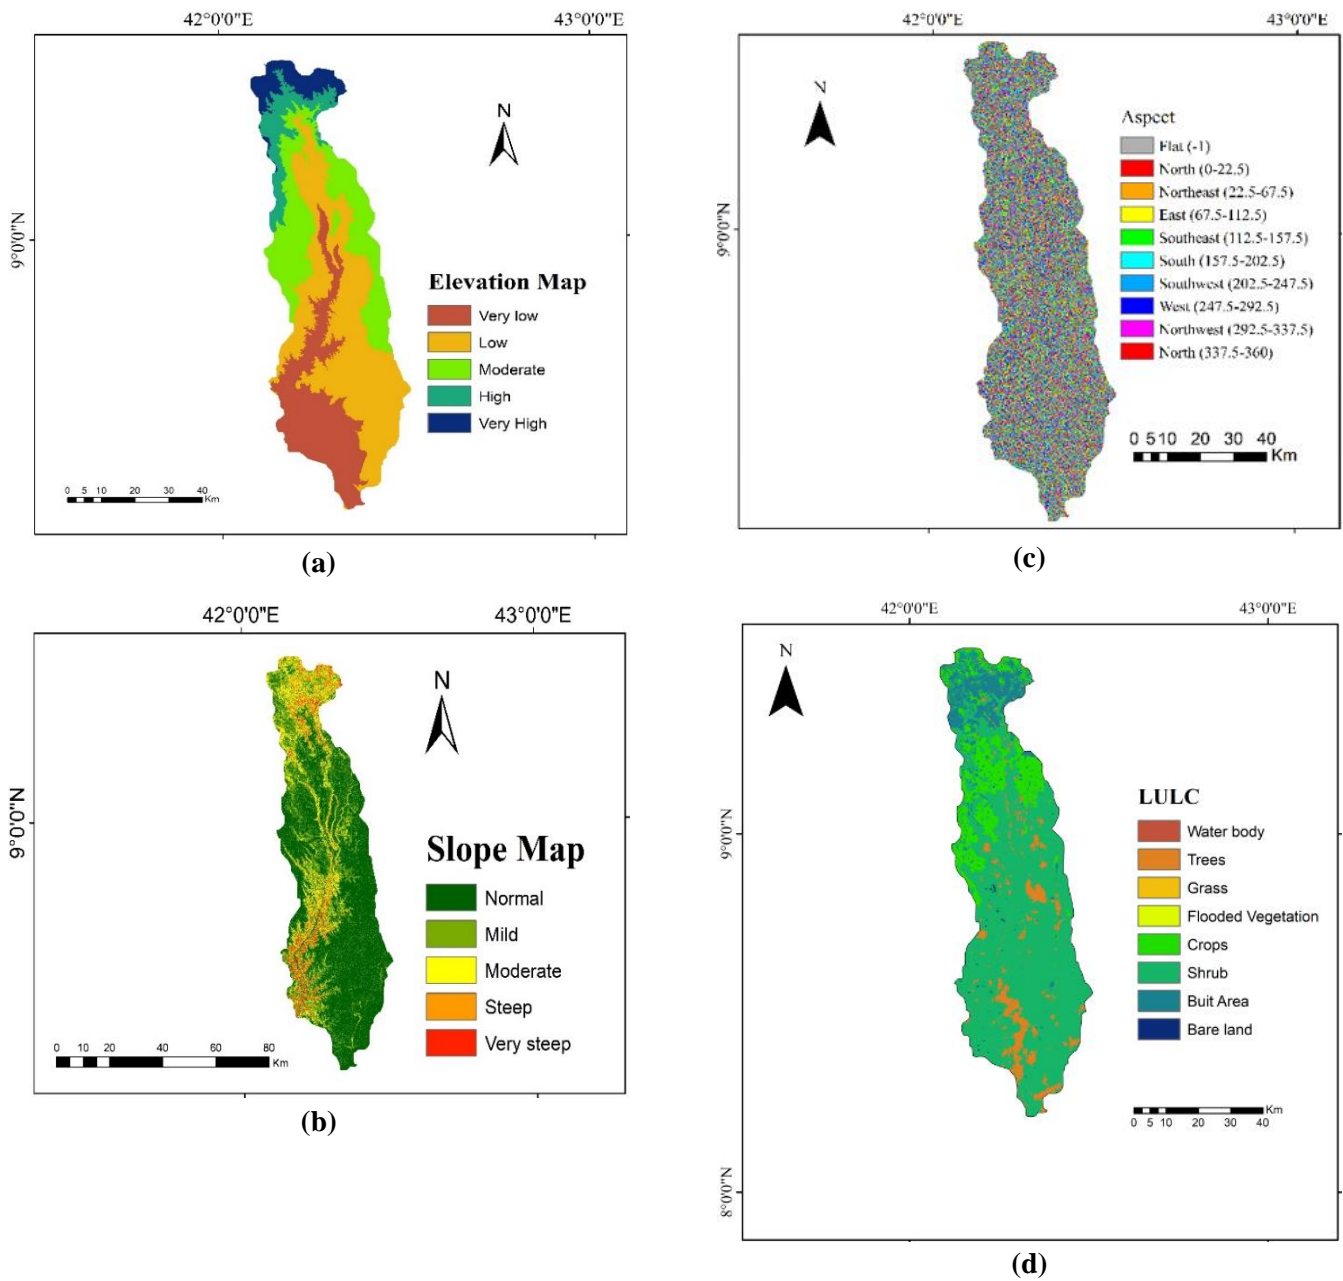 42°0'0"E 43°0'0"E
9°0'0"N
N
Elevation Map
Very low
Low
Moderate
High
Very High
0 5 10 20 30 40
Km
(a)
42°0'0"E 43°0'0"E
9°0'0"N
N
Aspect
Flat (-1)
North (0-22.5)
Northeast (22.5-67.5)
East (67.5-112.5)
Southeast (112.5-157.5)
South (157.5-202.5)
Southwest (202.5-247.5)
West (247.5-292.5)
Northwest (292.5-337.5)
North (337.5-360)
0 5 10 20 30 40
Km
(c)
42°0'0"E 43°0'0"E
9°0'0"N
N
Slope Map
Normal
Mild
Moderate
Steep
Very steep
0 10 20 40 60 80
Km
(b)
42°0'0"E 43°0'0"E
N
9°0'0"N
LULC
Water body
Trees
Grass
Flooded Vegetation
Crops
Shrub
Buit Area
Bare land
Km
0 5 10 20 30 40
8°0'0"N
(d)